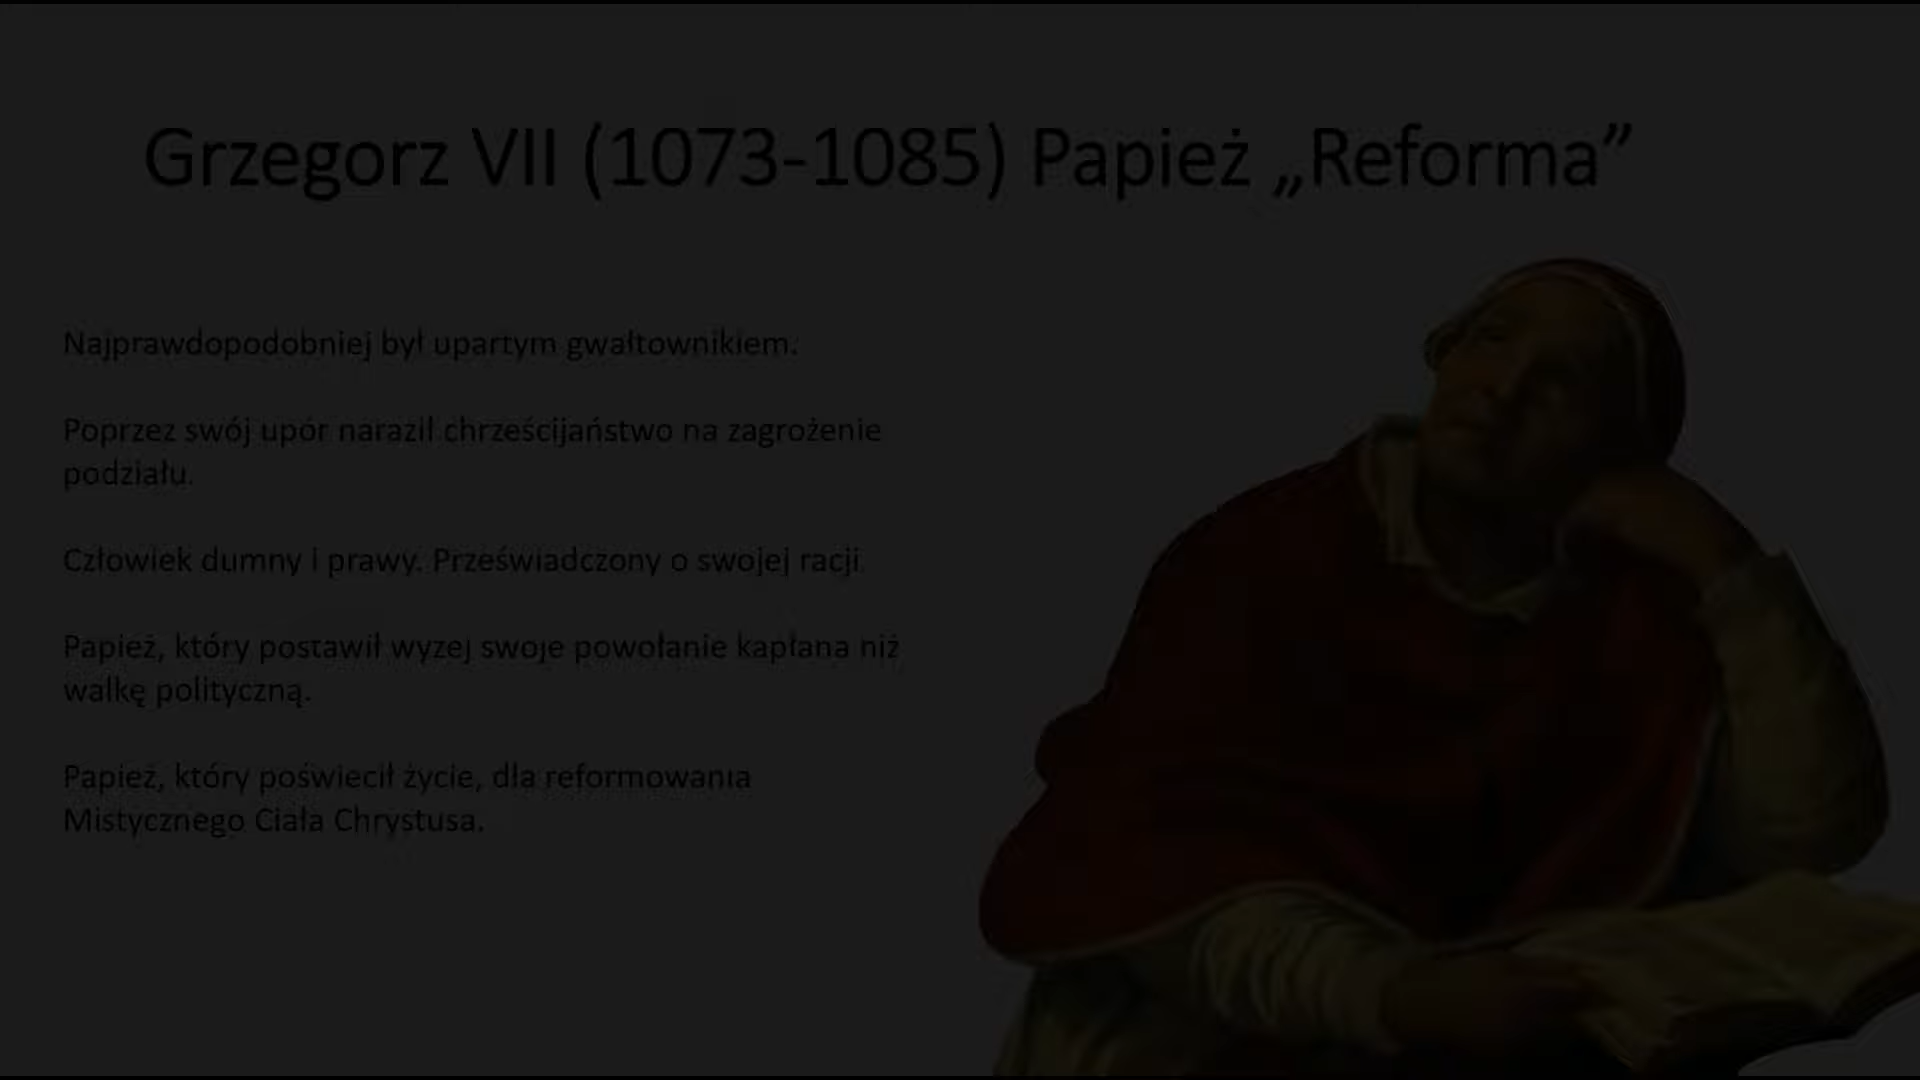 Grzegorz VII (1073-1085) Papież „Reforma”
Najprawdopodobniej był upartym gwałtownikiem.
Poprzez swój upór naraził chrześcijaństwo na zagrożenie
podziału.
Człowiek dumny i prawy. Przeświadczony o swojej racji.
Papież, który postawił wyzej swoje powołanie kapłana niż
walkę polityczną.
Papież, który poświecił życie, dla reformowania
Mistycznego Ciała Chrystusa.